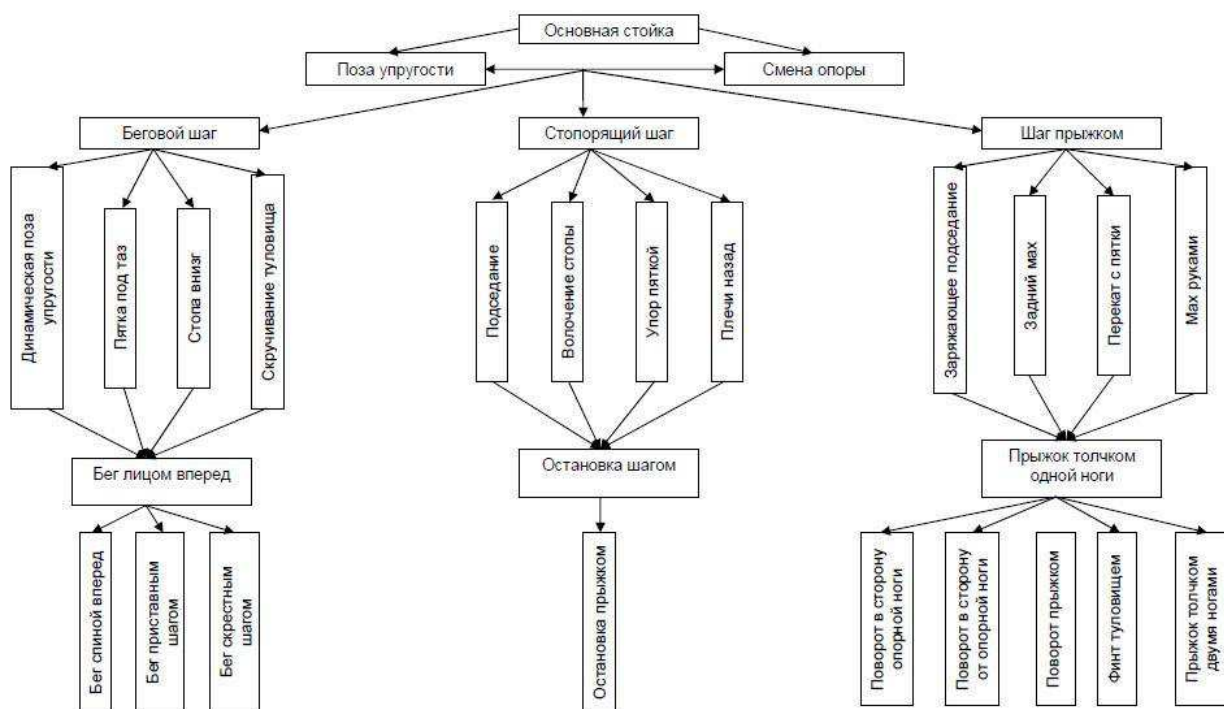 Основная стойка
Поза упругости
Смена опоры
Беговой шаг
Стопорящий шаг
Шаг прыжком
Динамическая поза
упругости
Пятка под таз
Стопа внизг
Скручивание туловища
Подседание
Волочение стопы
Упор пяткой
Плечи назад
Заряжающее подседание
Задний мах
Перекат с пятки
Мах руками
Бег лицом вперед
Остановка шагом
Прыжок толчком
одной ноги
Бег спиной вперед
Бег приставным
шагом
Бег скрестным
шагом
Остановка прыжком
Поворот в сторону
опорной ноги
Поворот в сторону
от опорной ноги
Поворот прыжком
Финт туловищем
Прыжок толчком
двумя ногами